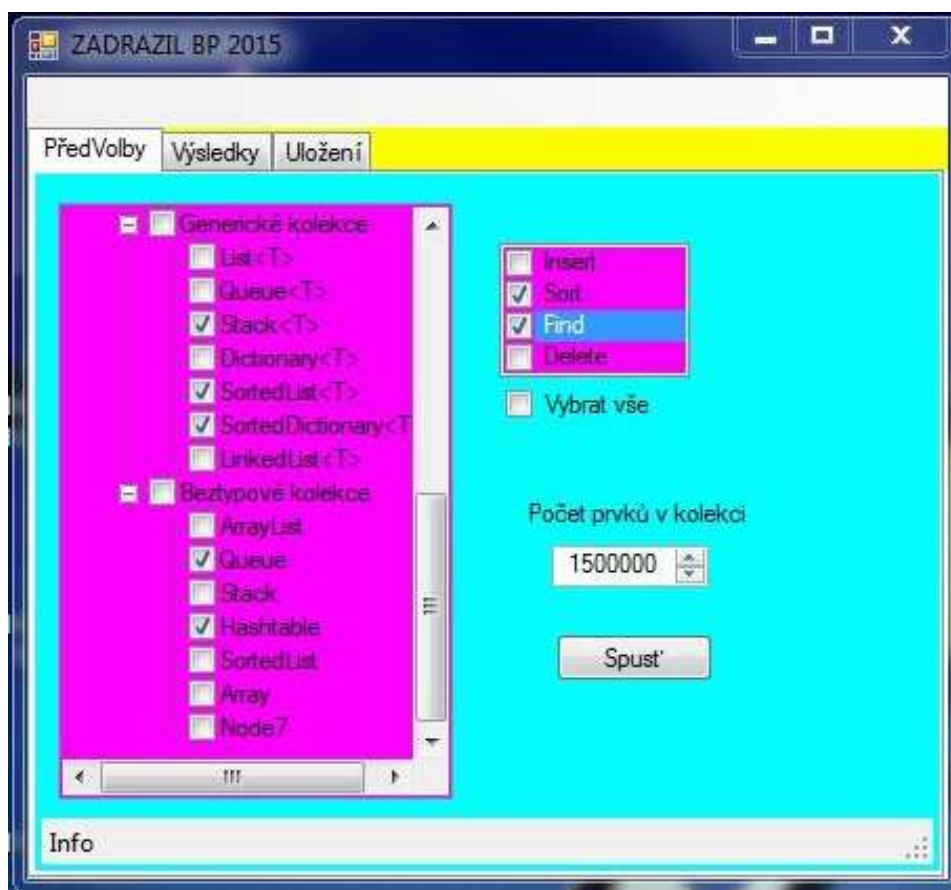 ZADRAZIL BP 2015
PředVolby Výsledky Uložení
Generické kolekce
List<T>
Queue<T>
Stack<T>
Dictionary<T>
SortedList<T>
SortedDictionary<T
LinkedList<T>
Beztypové kolekce
ArrayList
Queue
Stack
Hashtable
SortedList
Array
Node7
Insert
Sort
Find
Delete
Vybrat vše
Počet prvků v kolekci
1500000
Spusť
Info